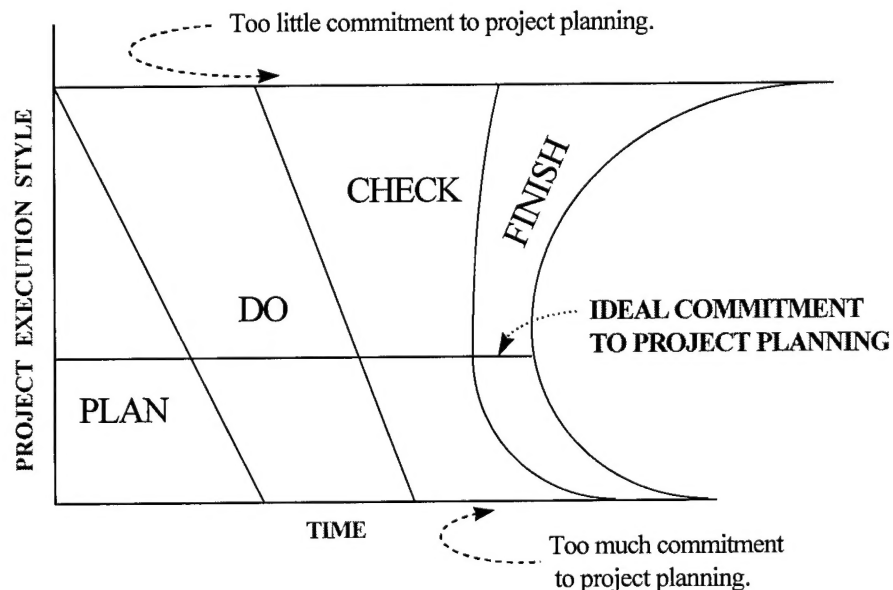 Too little commitment to project planning.
PROJECT EXECUTION STYLE
CHECK
FINISH
DO
IDEAL COMMITMENT
TO PROJECT PLANNING
PLAN
TIME
Too much commitment
to project planning.